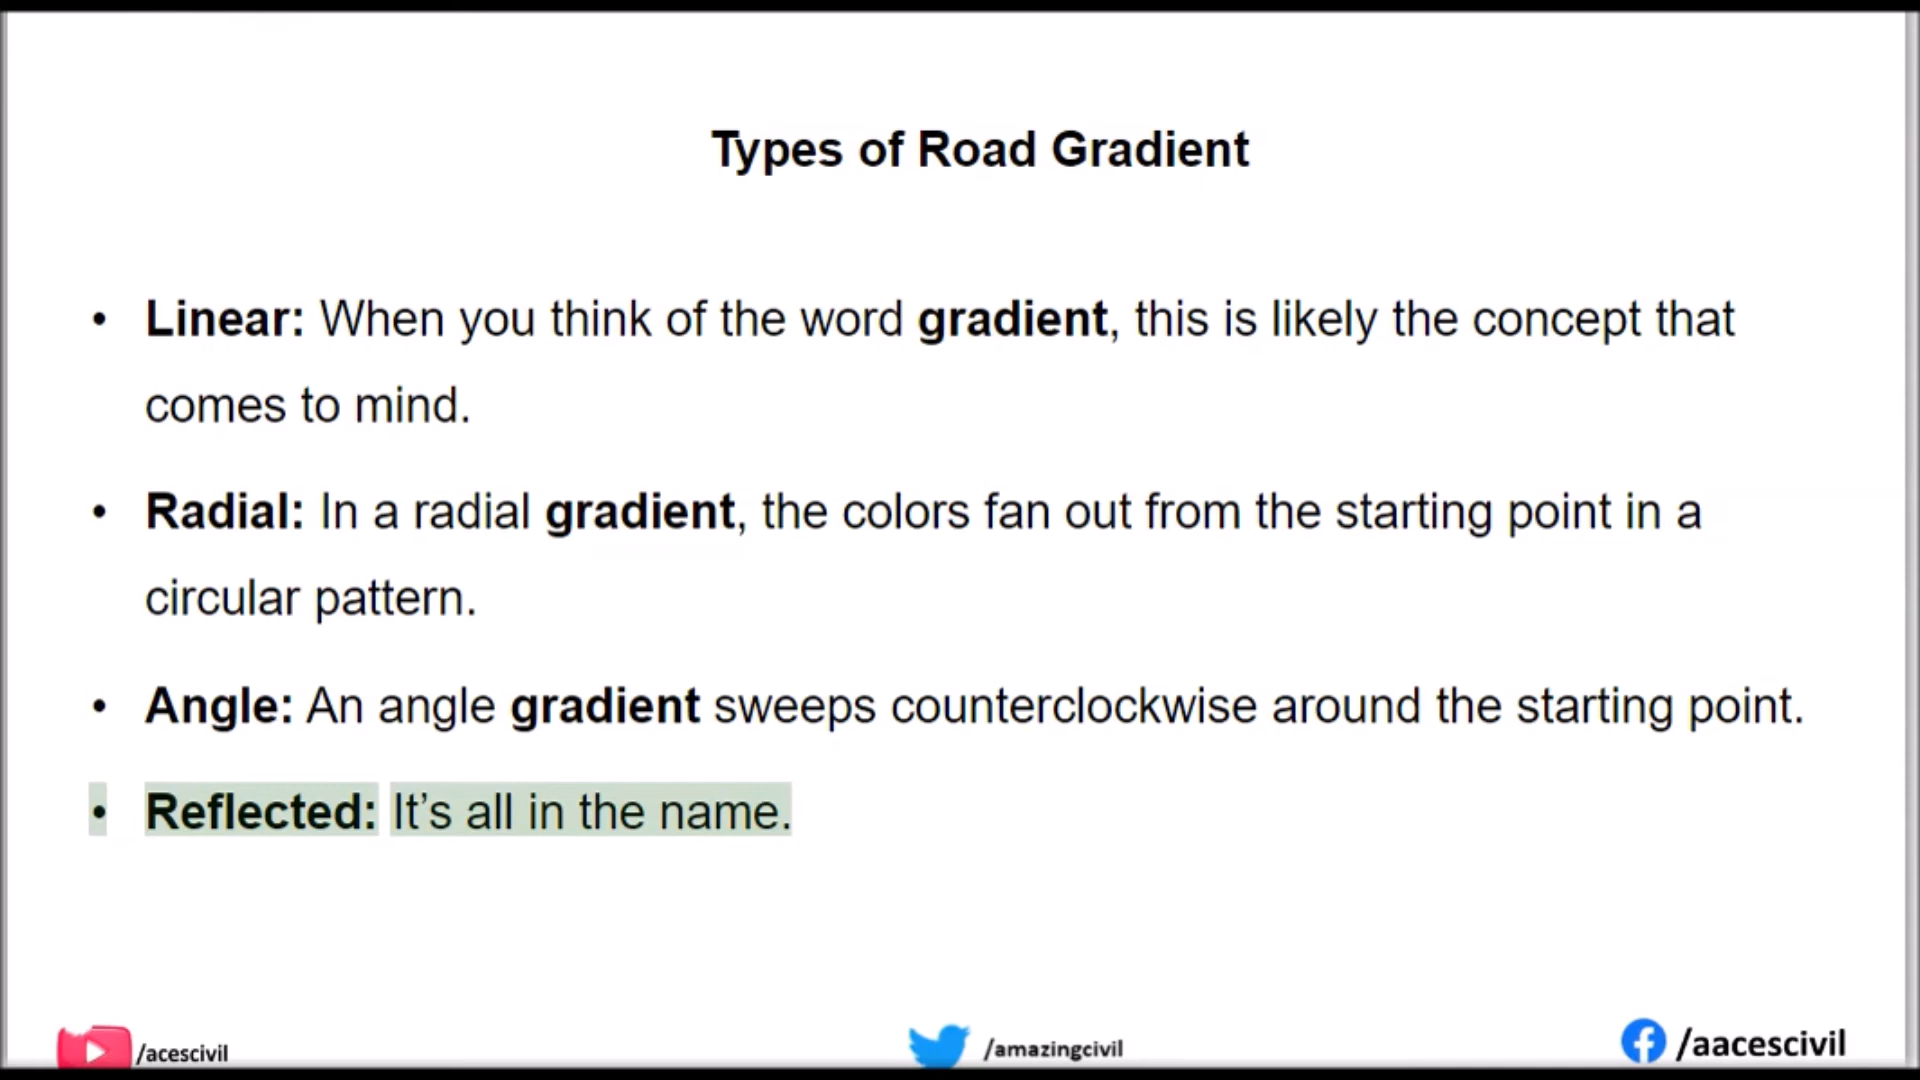 Types of Road Gradient
• Linear: When you think of the word gradient, this is likely the concept that
comes to mind.
• Radial: In a radial gradient, the colors fan out from the starting point in a
circular pattern.
• Angle: An angle gradient sweeps counterclockwise around the starting point.
• Reflected: It’s all in the name.
/acescivil
/amazingcivil
/aacescivil